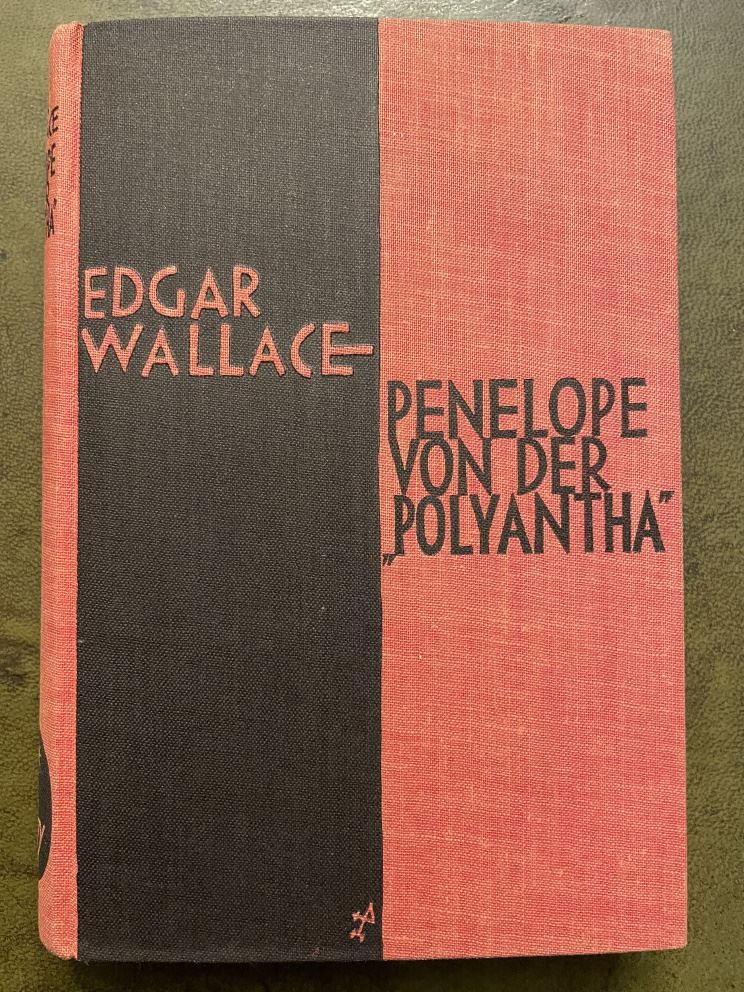 EDGAR
WALLACE–
PENELOPE
VON DER
„POLYANTHA”